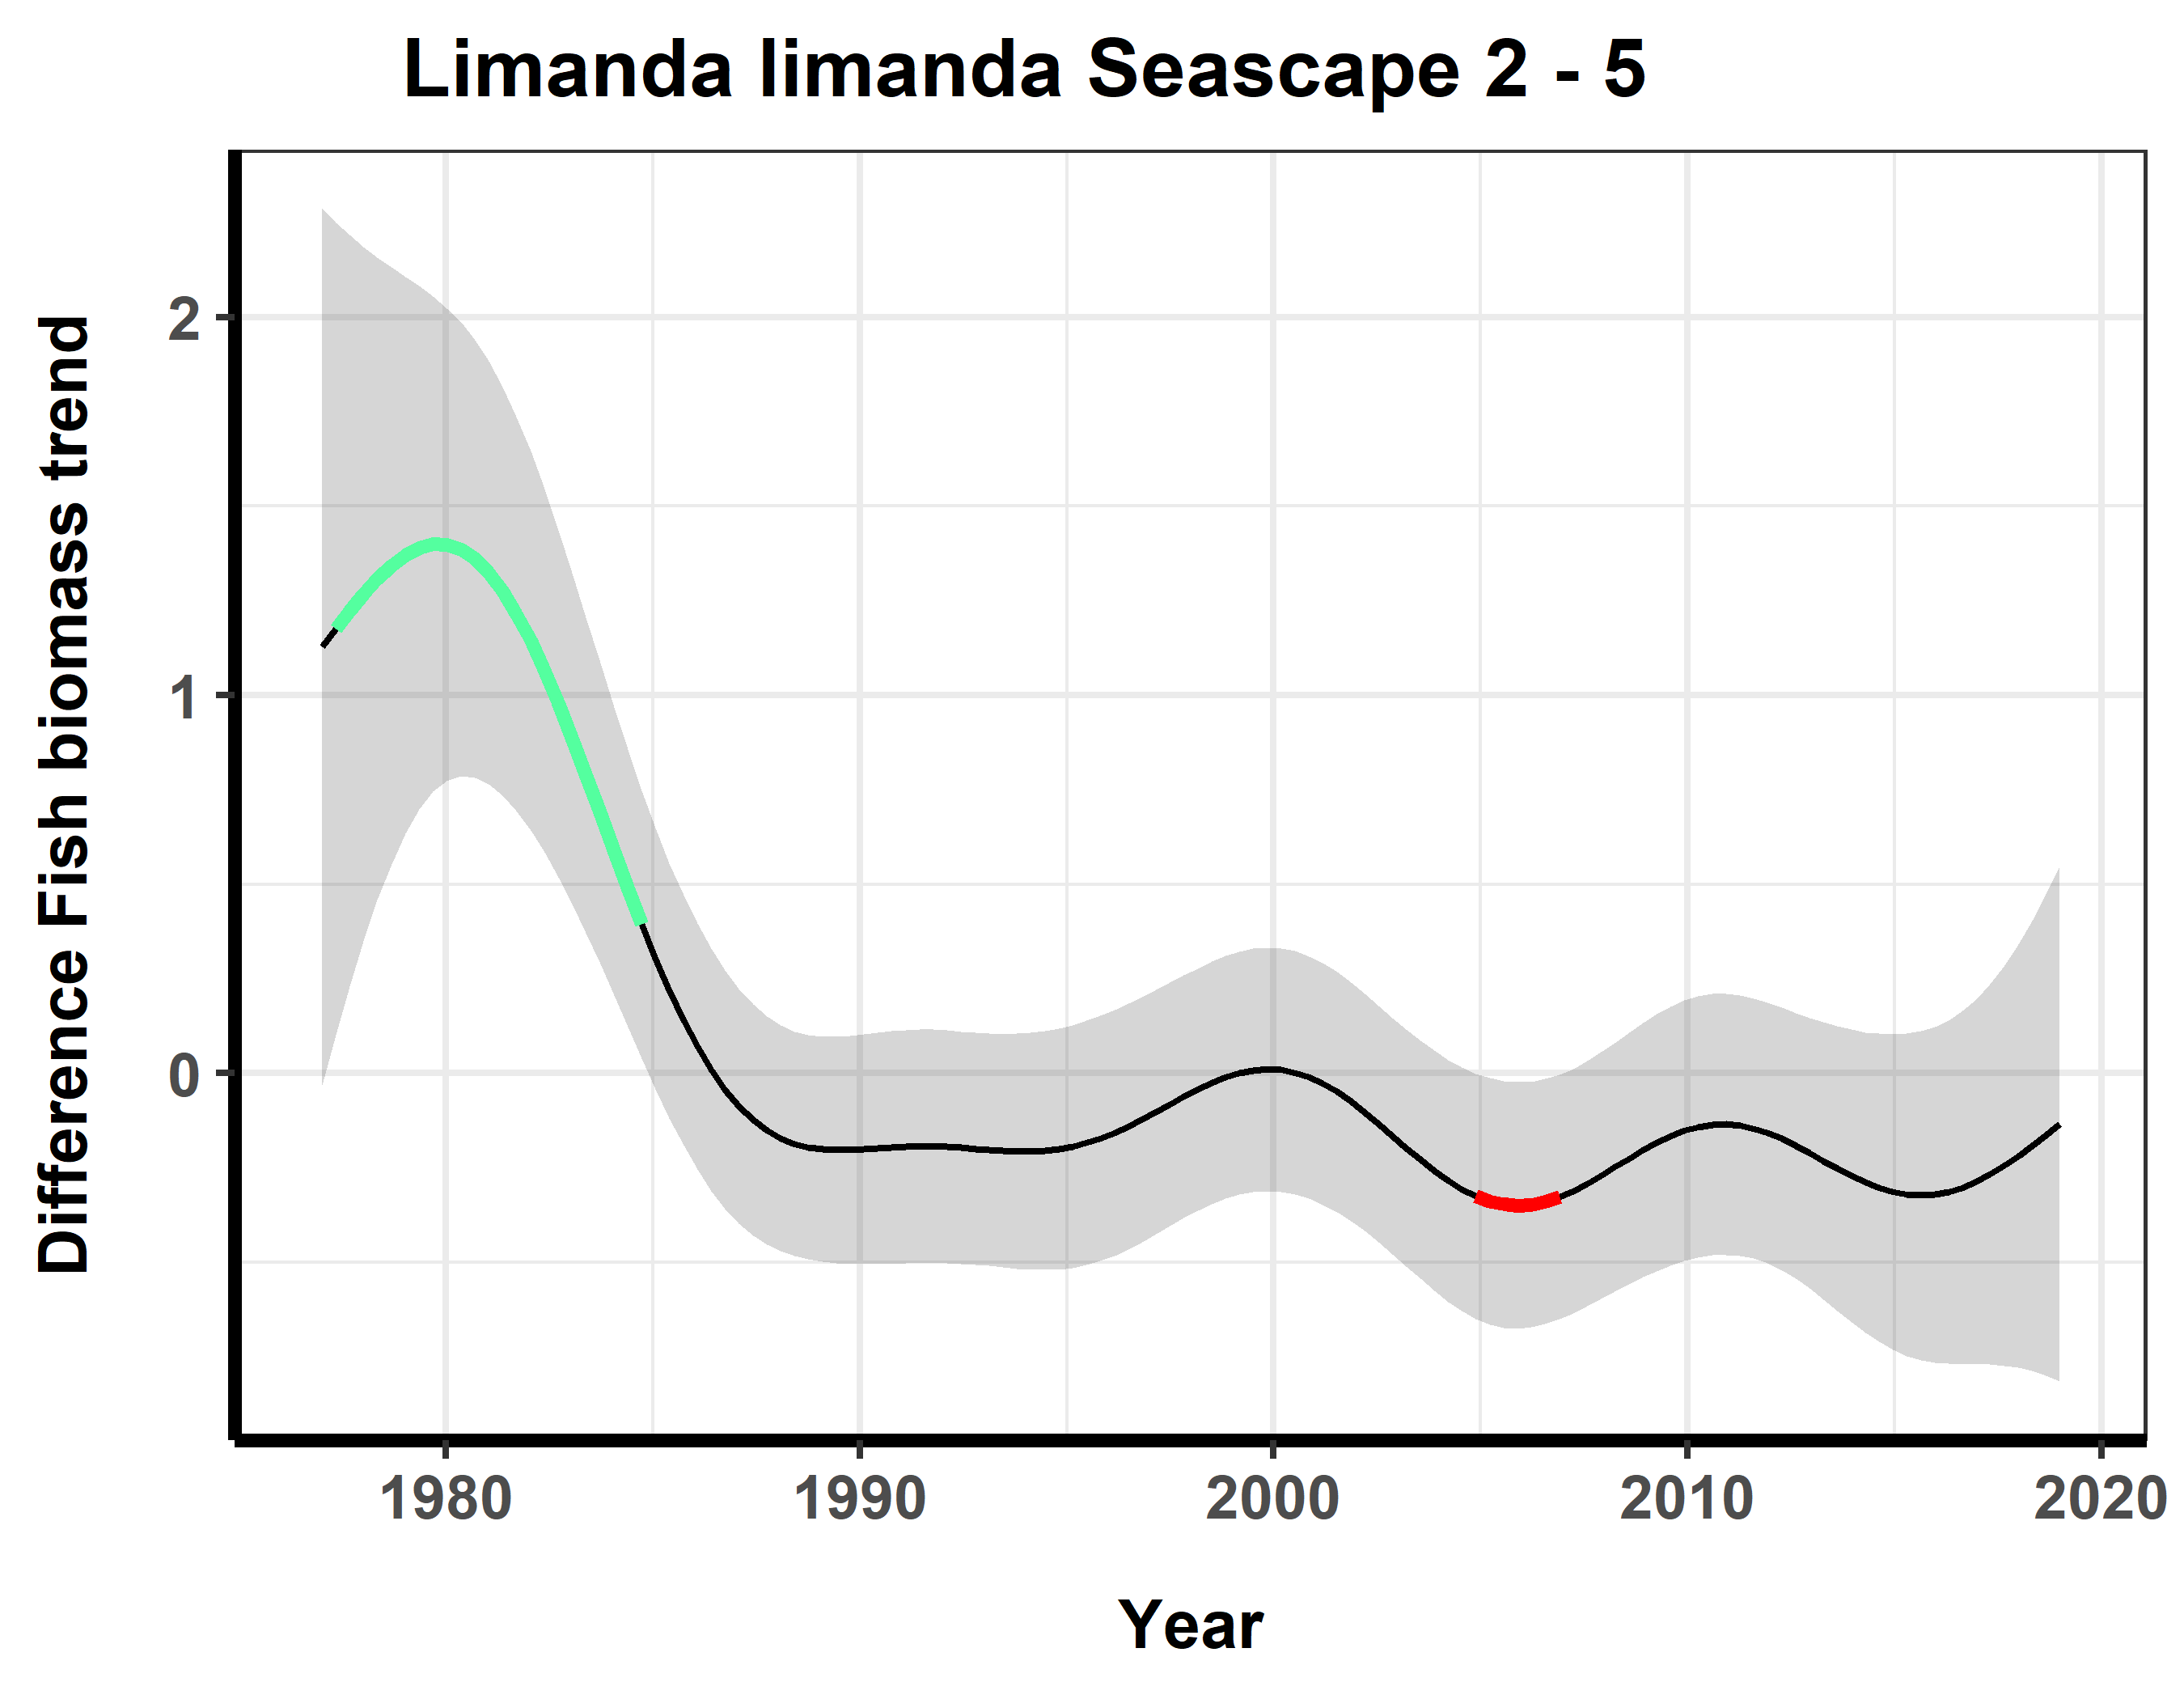 Limanda limanda Seascape 2 - 5
Difference Fish biomass trend
2
1
0
1980 1990 2000 2010 2020
Year